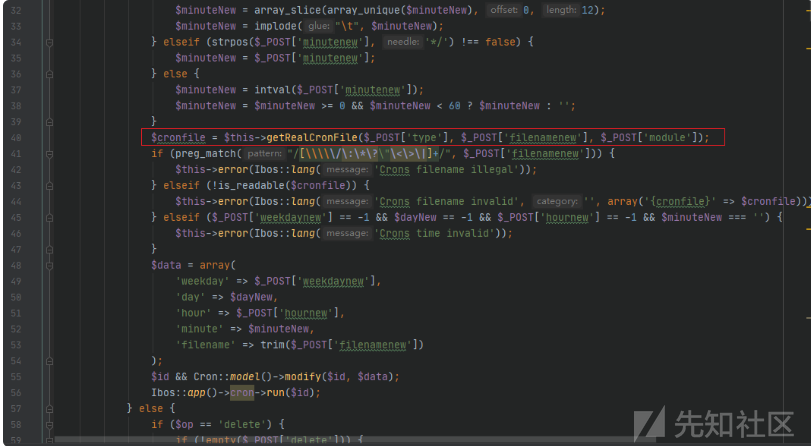 32 $minuteNew = array_slice(array_unique($minuteNew), offset: 0, length: 12);
33 $minuteNew = implode( glue: "\t", $minuteNew);
34 } elseif (strpos($_POST['minutenew'], needle: '*/') !== false) {
35 $minuteNew = $_POST['minutenew'];
36 } else {
37 $minuteNew = intval($_POST['minutenew']);
38 $minuteNew = $minuteNew >= 0 && $minuteNew < 60 ? $minuteNew : '';
39 }
40 $cronfile = $this->getRealCronFile($_POST['type'], $_POST['filenamenew'], $_POST['module']);
41 if (preg_match( pattern: "/[\\\\\/\:\*\?\"\<\>\|]+/", $_POST['filenamenew'])) {
42 $this->error(Ibos::lang( message: 'Crons filename illegal'));
43 } elseif (!is_readable($cronfile)) {
44 $this->error(Ibos::lang( message: 'Crons filename invalid', category: '', array('{cronfile}' => $cronfile)))
45 } elseif ($_POST['weekdaynew'] == -1 && $dayNew == -1 && $_POST['hournew'] == -1 && $minuteNew === '') {
46 $this->error(Ibos::lang( message: 'Crons time invalid'));
47 }
48 $data = array(
49 'weekday' => $_POST['weekdaynew'],
50 'day' => $dayNew,
51 'hour' => $_POST['hournew'],
52 'minute' => $minuteNew,
53 'filename' => trim($_POST['filenamenew'])
54 );
55 $id && Cron::model()->modify($id, $data);
56 Ibos::app()->cron->run($id);
57 } else {
58 if ($op == 'delete') {
59 if (!empty($_POST['delete'])) {
先知社区